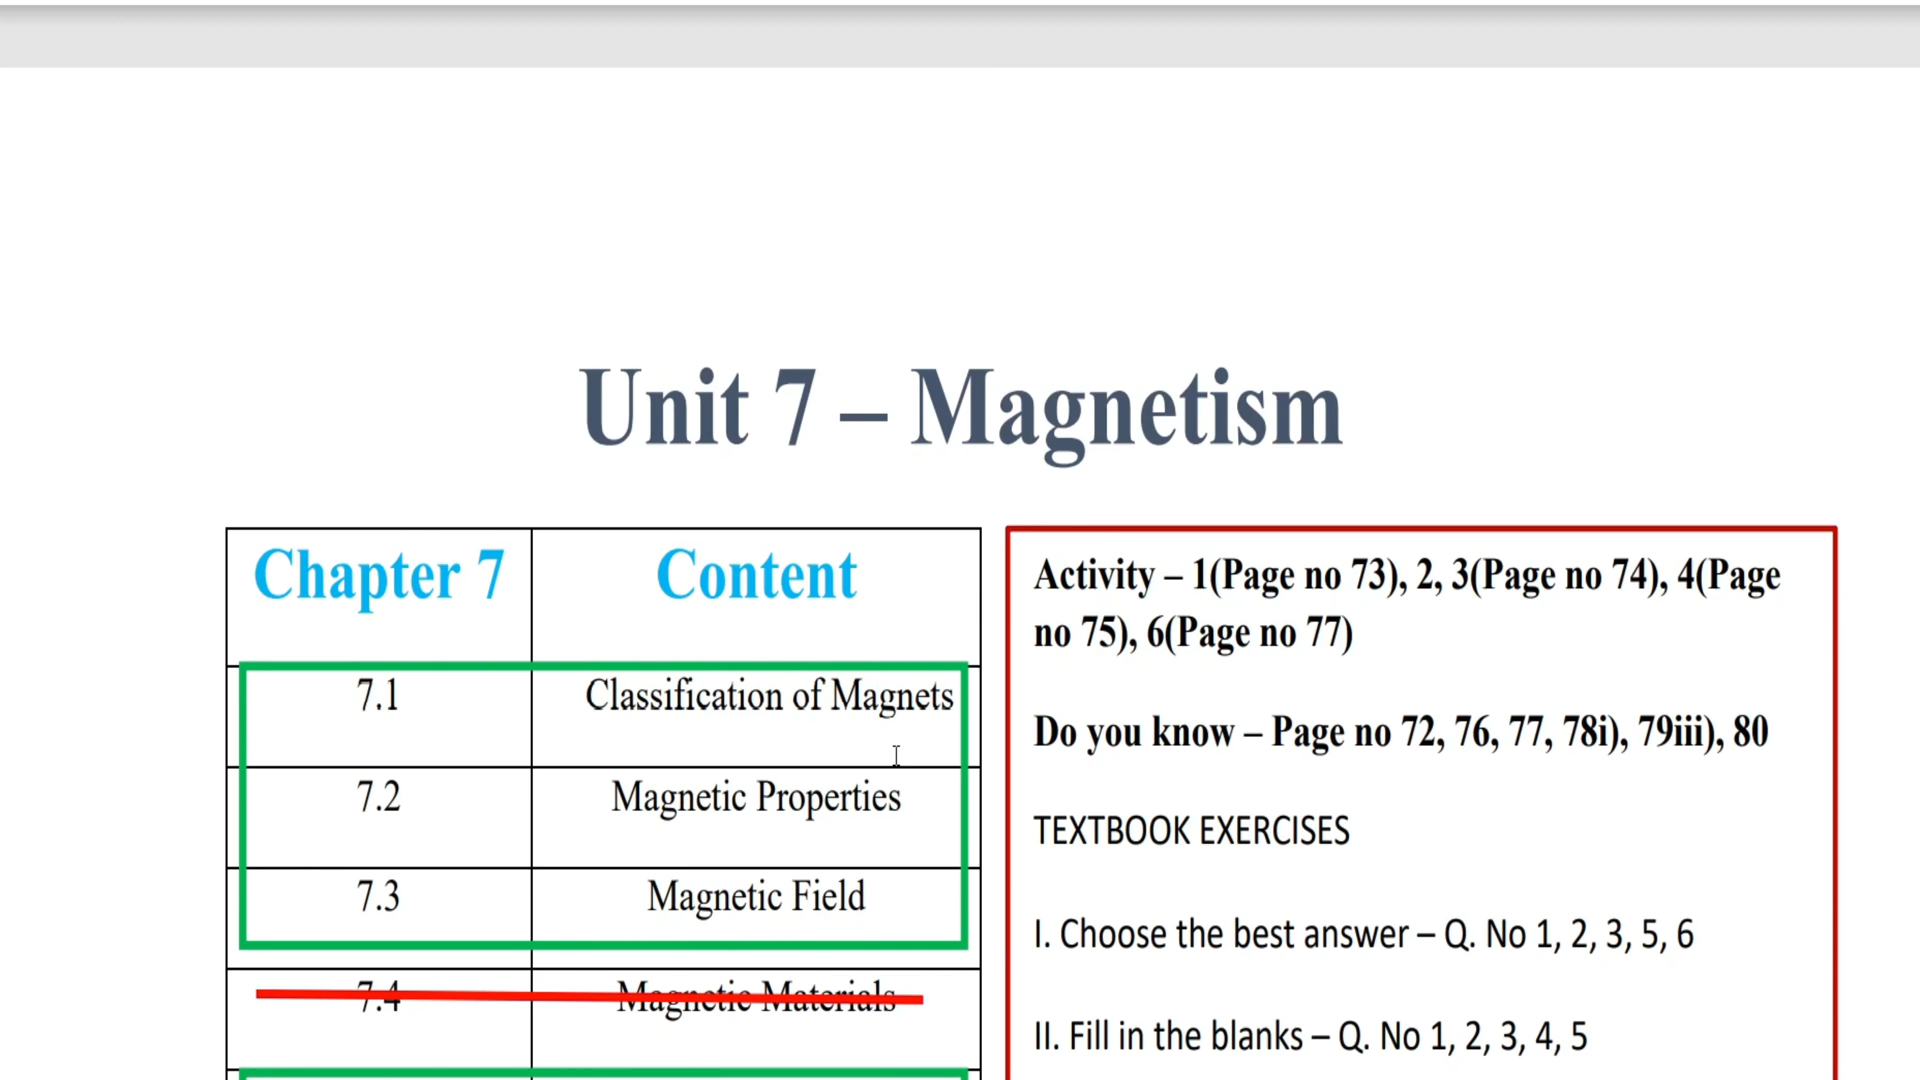 Unit 7 – Magnetism
Chapter 7 Content
7.1 Classification of Magnets
7.2 Magnetic Properties
7.3 Magnetic Field
7.4 Magnetic Materials
Activity – 1(Page no 73), 2, 3(Page no 74), 4(Page
no 75), 6(Page no 77)
Do you know – Page no 72, 76, 77, 78i), 79iii), 80
TEXTBOOK EXERCISES
I. Choose the best answer – Q. No 1, 2, 3, 5, 6
II. Fill in the blanks – Q. No 1, 2, 3, 4, 5